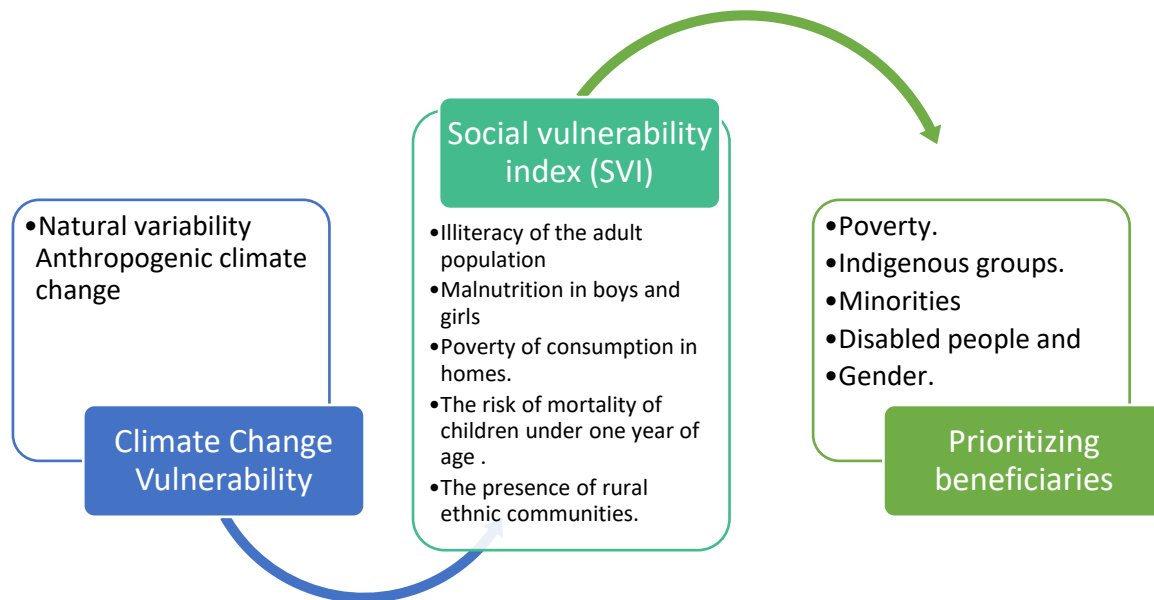 •Natural variability
Anthropogenic climate
change
Climate Change
Vulnerability
Social vulnerability
index (SVI)
•Illiteracy of the adult
population
•Malnutrition in boys and
girls
•Poverty of consumption in
homes.
•The risk of mortality of
children under one year of
age .
•The presence of rural
ethnic communities.
•Poverty.
•Indigenous groups.
•Minorities
•Disabled people and
•Gender.
Prioritizing
beneficiaries